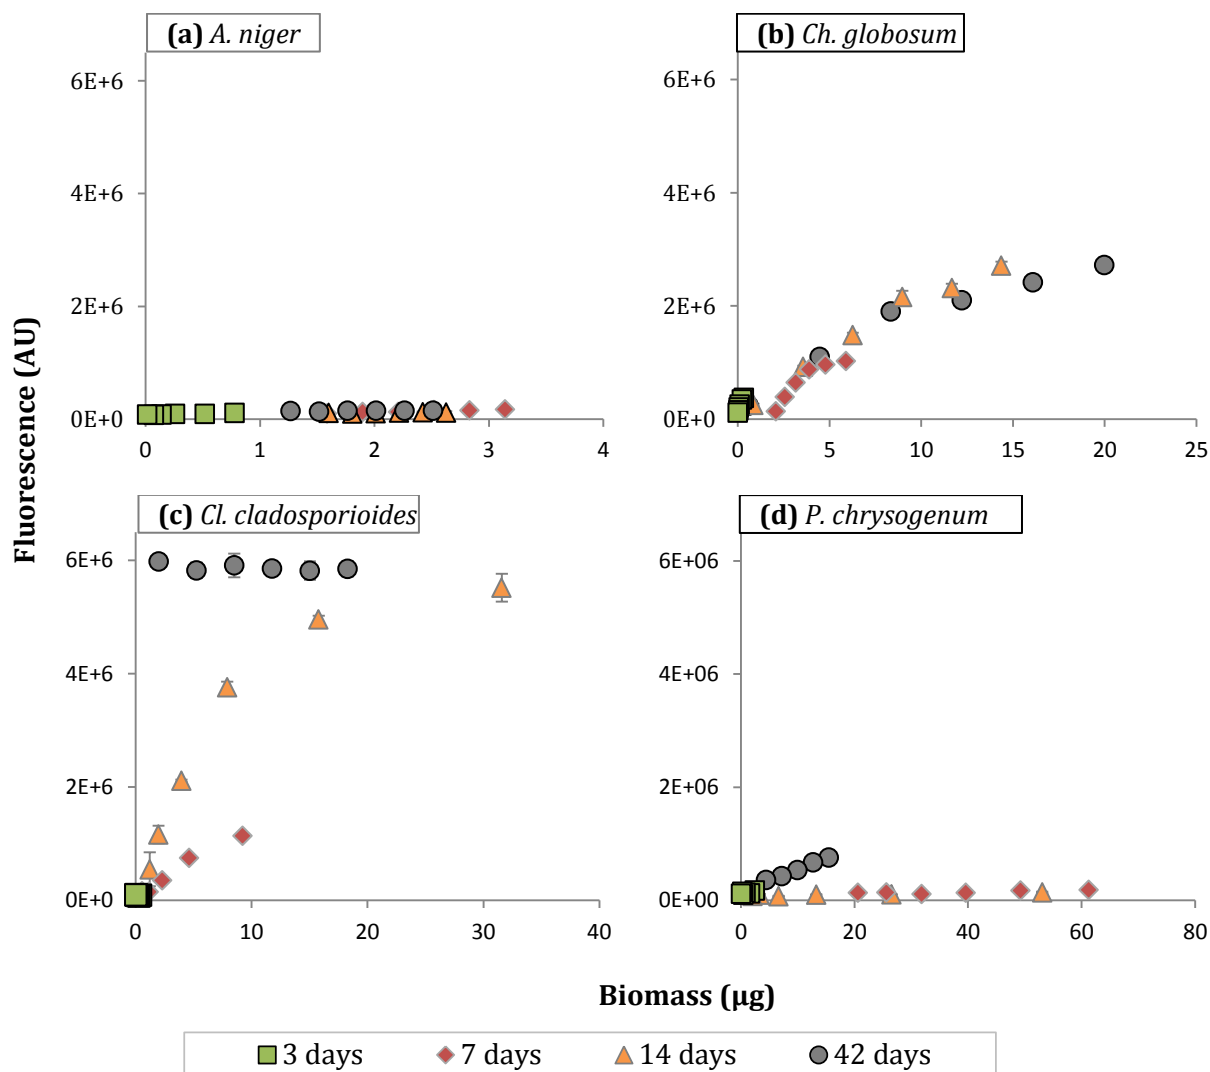 (a) A. niger
(b) Ch. globosum
6E+6
4E+6
2E+6
0E+0
0 1 2 3 4
6E+6
4E+6
2E+6
0E+0
0 5 10 15 20 25
Fluorescence (AU)
(c) Cl. cladosporioides
(d) P. chrysogenum
6E+6
4E+6
2E+6
0E+0
0 10 20 30 40
6E+06
4E+06
2E+06
0E+00
0 20 40 60 80
Biomass (µg)
3 days 7 days 14 days 42 days